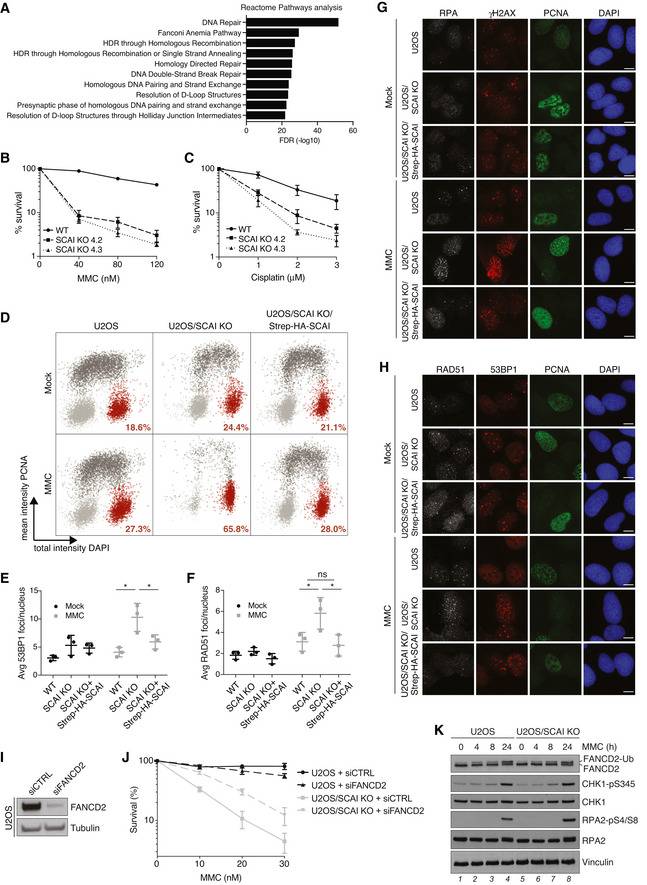 A
Reactome Pathways analysis
DNA Repair
Fanconi Anemia Pathway
HDR through Homologous Recombination
HDR through Homologous Recombination or Single Strand Annealing
Homology Directed Repair
DNA Double-Strand Break Repair
Homologous DNA Pairing and Strand Exchange
Resolution of D-Loop Structures
Presynaptic phase of homologous DNA pairing and strand exchange
Resolution of D-loop Structures through Holliday Junction Intermediates
0 20 40 60
FDR (-log10)
B
% survival
100
10
1
WT
SCAI KO 4.2
SCAI KO 4.3
0 40 80 120
MMC (nM)
C
% survival
100
10
1
WT
SCAI KO 4.2
SCAI KO 4.3
0 1 2 3
Cisplatin (μM)
D
U2OS
U2OS/SCAI KO
U2OS/SCAI KO/
Strep-HA-SCAI
Mock
18.6%
24.4%
21.1%
MMC
27.3%
65.8%
28.0%
mean intensity PCNA
total intensity DAPI
E
Avg 53BP1 foci/nucleus
15
10
5
0
Mock
MMC
* *
WT
SCAI KO
SCAI KO+
Strep-HA-SCAI
WT
SCAI KO
SCAI KO+
Strep-HA-SCAI
F
Avg RAD51 foci/nucleus
8
6
4
2
0
Mock
MMC
ns
* *
WT
SCAI KO
SCAI KO+
Strep-HA-SCAI
WT
SCAI KO
SCAI KO+
Strep-HA-SCAI
G
RPA γH2AX PCNA DAPI
Mock
U2OS
U2OS/
SCAI KO
U2OS/SCAI KO/
Strep-HA-SCAI
MMC
U2OS
U2OS/
SCAI KO
U2OS/SCAI KO/
Strep-HA-SCAI
H
RAD51 53BP1 PCNA DAPI
Mock
U2OS
U2OS/
SCAI KO
U2OS/SCAI KO/
Strep-HA-SCAI
MMC
U2OS
U2OS/
SCAI KO
U2OS/SCAI KO/
Strep-HA-SCAI
I
siCTRL
siFANCD2
U2OS
FANCD2
Tubulin
J
Survival (%)
100
10
1
U2OS + siCTRL
U2OS + siFANCD2
U2OS/SCAI KO + siCTRL
U2OS/SCAI KO + siFANCD2
0 10 20 30
MMC (nM)
K
U2OS U2OS/SCAI KO
0 4 8 24 0 4 8 24 MMC (h)
FANCD2-Ub
FANCD2
CHK1-pS345
CHK1
RPA2-pS4/S8
RPA2
Vinculin
1 2 3 4 5 6 7 8